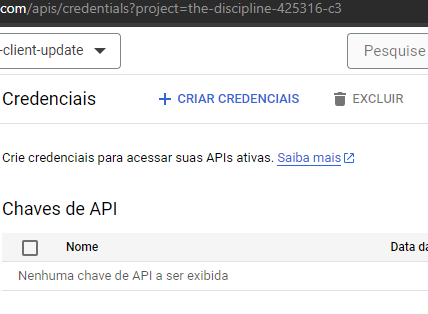 com/apis/credentials?project=the-discipline-425316-c3
-client-update
Pesquise
Credenciais
CRIAR CREDENCIAIS
EXCLUIR
Crie credenciais para acessar suas APIs ativas. Saiba mais
Chaves de API
Nome
Data da
Nenhuma chave de API a ser exibida